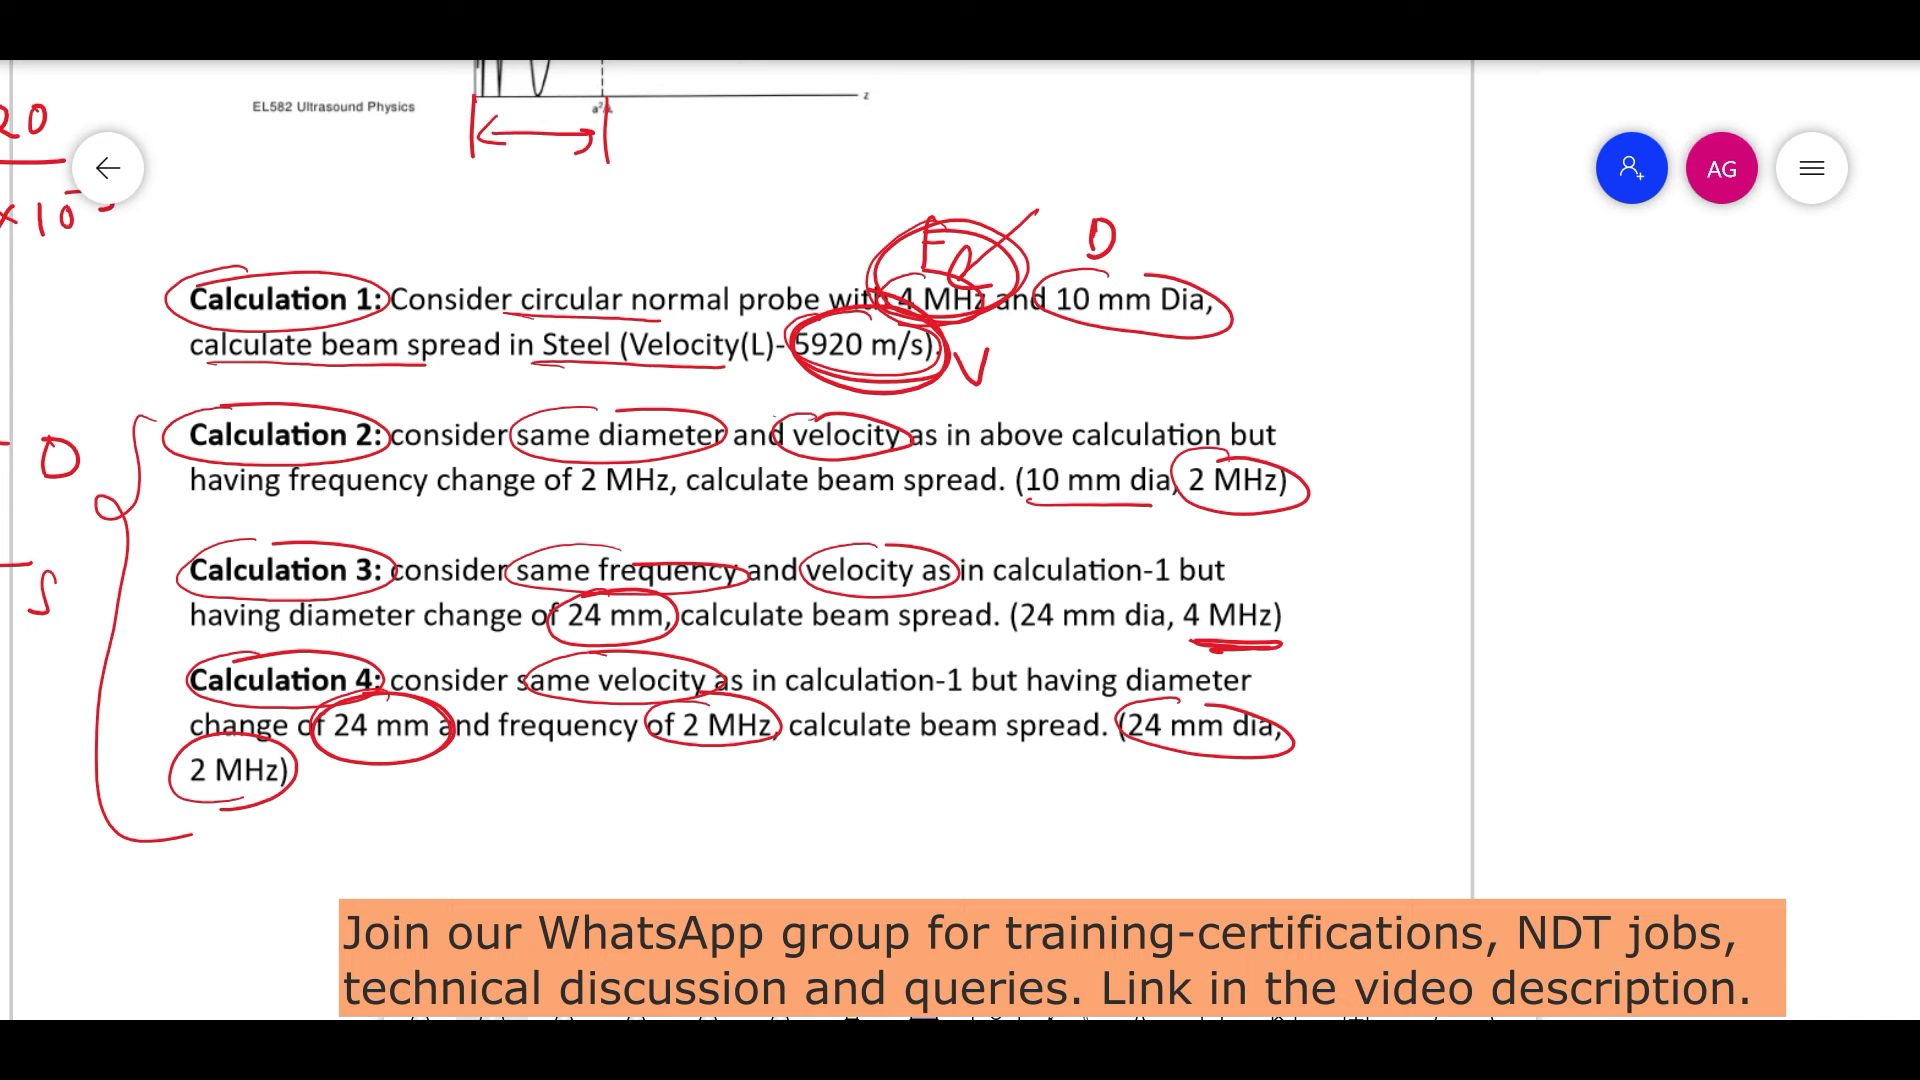 EL582 Ultrasound Physics
z
20
×10
D
Calculation 1: Consider circular normal probe with 4 MHz and 10 mm Dia,
calculate beam spread in Steel (Velocity(L)- 5920 m/s).
V
Calculation 2: consider same diameter and velocity as in above calculation but
having frequency change of 2 MHz, calculate beam spread. (10 mm dia, 2 MHz)
D
Calculation 3: consider same frequency and velocity as in calculation-1 but
having diameter change of 24 mm, calculate beam spread. (24 mm dia, 4 MHz)
Calculation 4: consider same velocity as in calculation-1 but having diameter
change of 24 mm and frequency of 2 MHz, calculate beam spread. (24 mm dia,
2 MHz)
AG
Join our WhatsApp group for training-certifications, NDT jobs,
technical discussion and queries. Link in the video description.